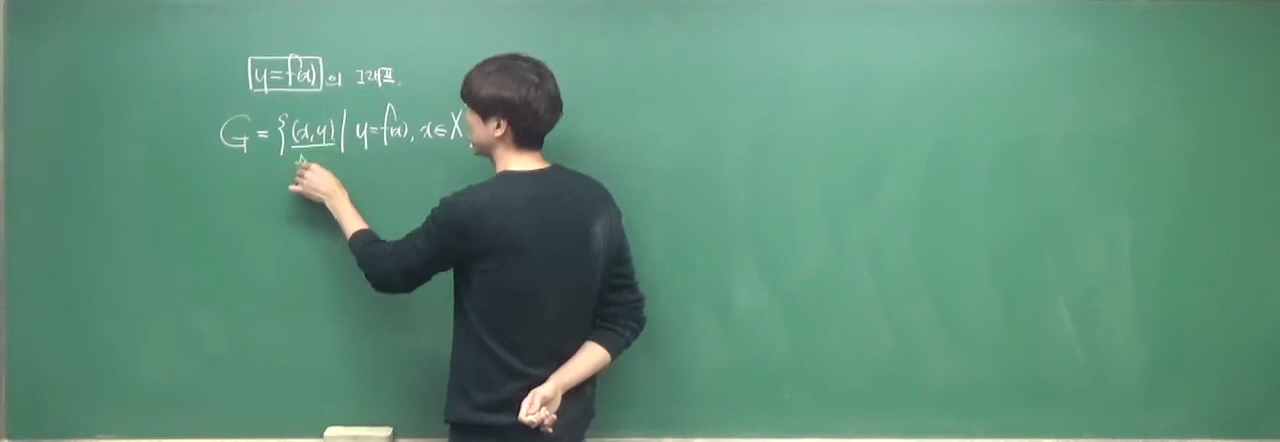 y=f(x) 의 그래프.
G = {(x,y) | y=f(x), x∈X